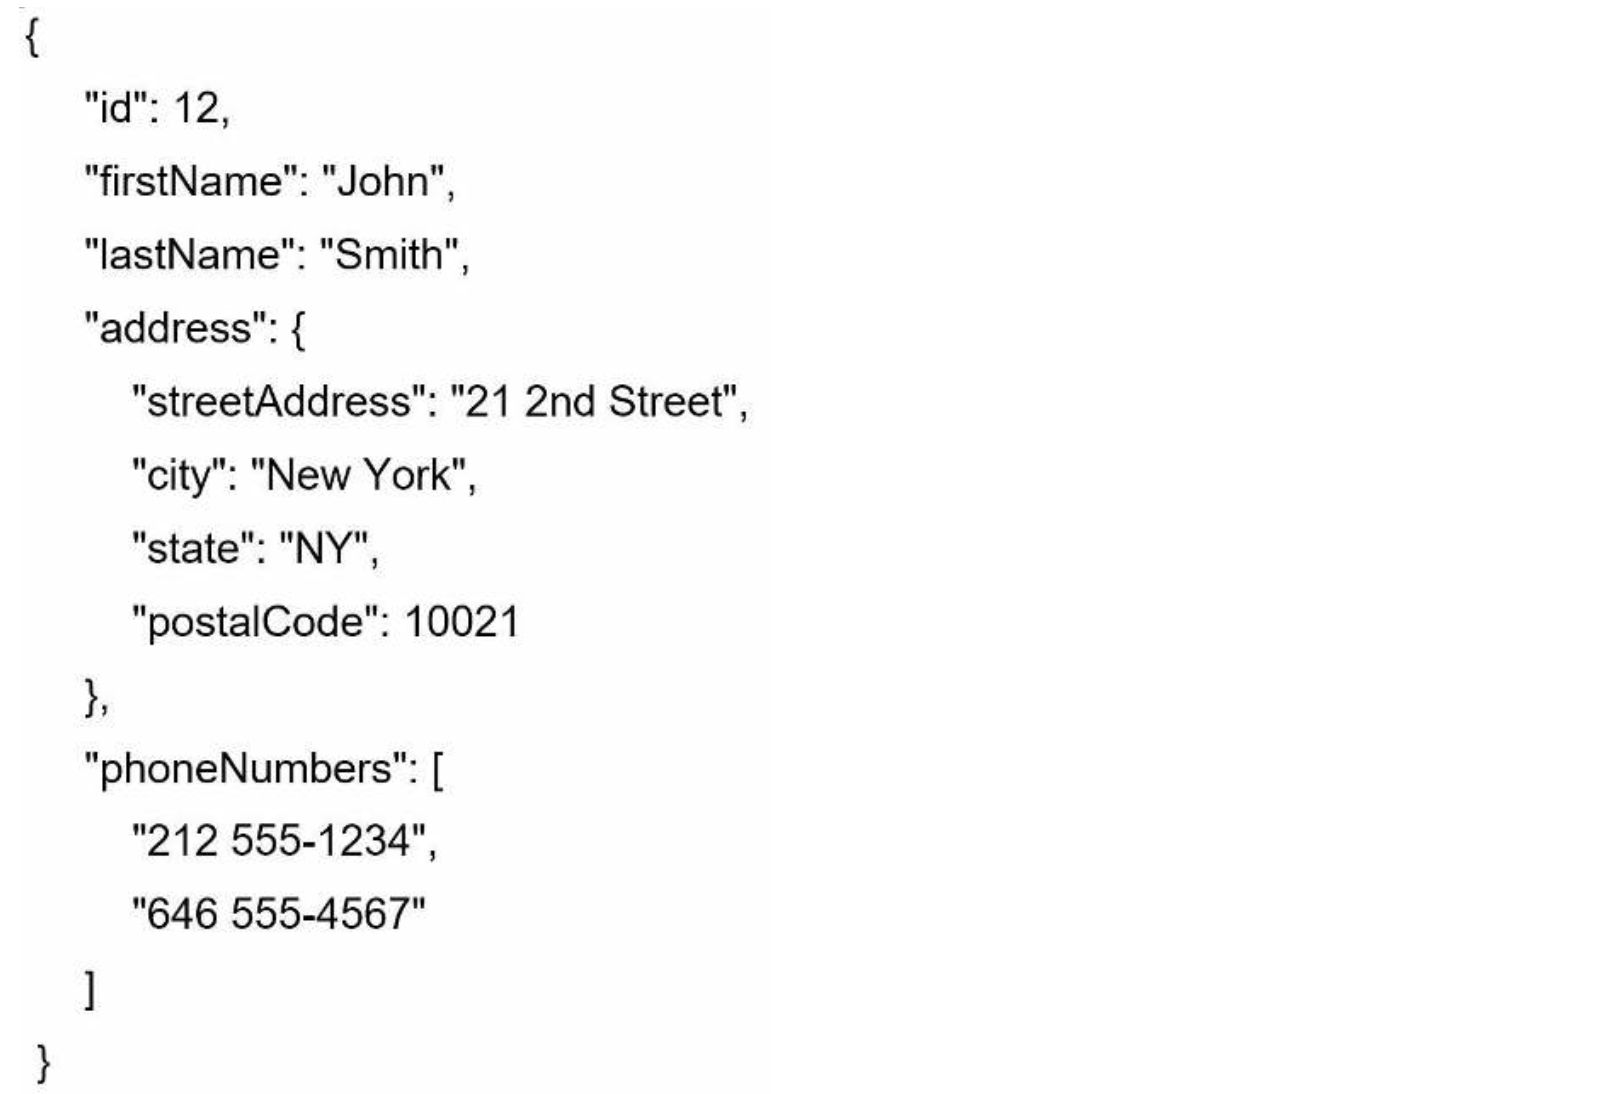 {
"id": 12,
"firstName": "John",
"lastName": "Smith",
"address": {
"streetAddress": "21 2nd Street",
"city": "New York",
"state": "NY",
"postalCode": 10021
},
"phoneNumbers": [
"212 555-1234",
"646 555-4567"
]
}